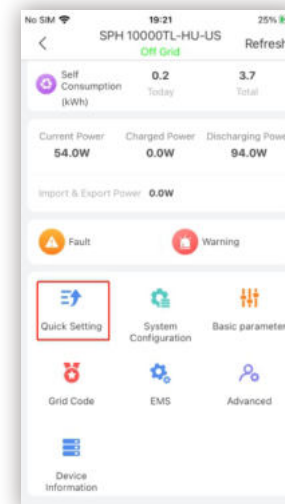 No SIM 19:21 25%
SPH 10000TL-HU-US Refresh
Off Grid
Self Consumption (kWh)
0.2
Today
3.7
Total
Current Power Charged Power Discharging Powe
54.0W 0.0W 94.0W
Import & Export Power 0.0W
Fault Warning
Quick Setting System Configuration Basic parameter
Grid Code EMS Advanced
Device Information